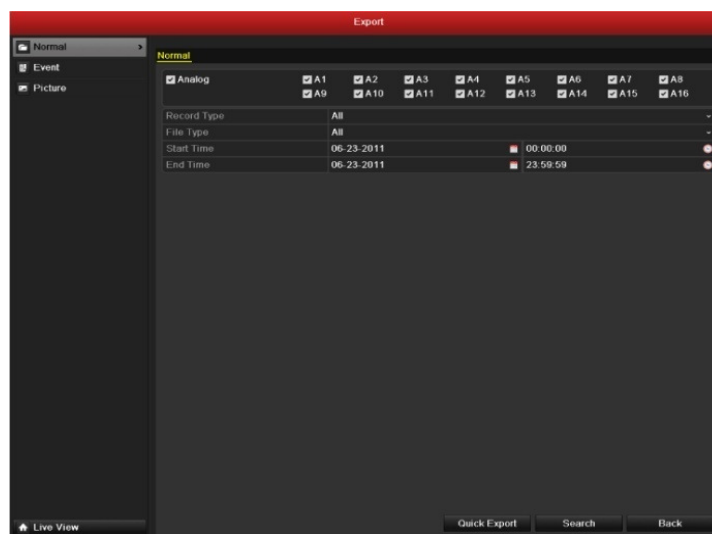 Export
Normal
Event
Picture
Live View
Normal
Analog A1 A2 A3 A4 A5 A6 A7 A8
A9 A10 A11 A12 A13 A14 A15 A16
Record Type All
File Type All
Start Time 06-23-2011 00:00:00
End Time 06-23-2011 23:59:59
Quick Export Search Back